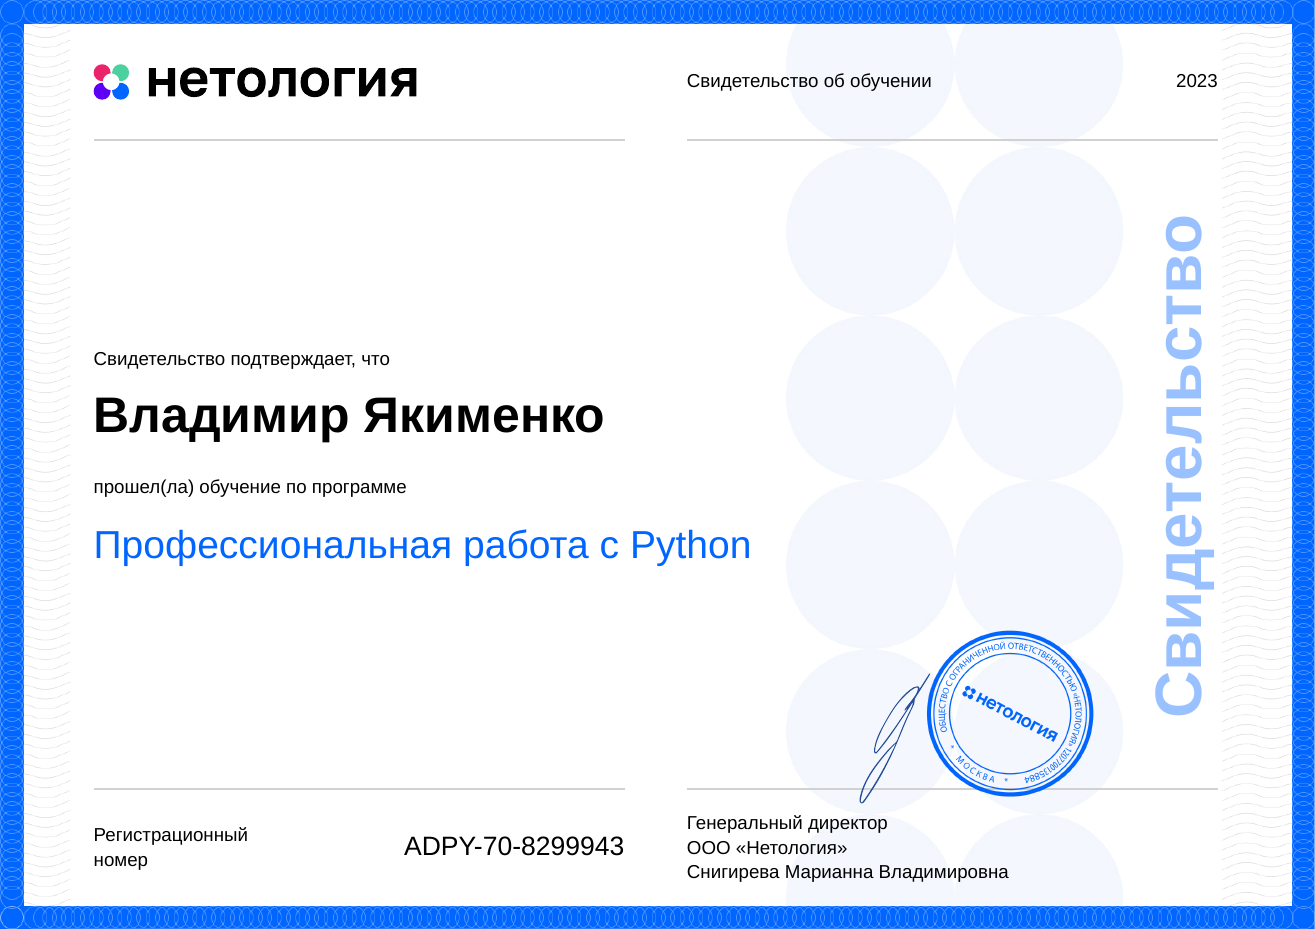 нетология
Свидетельство об обучении
2023
Свидетельство подтверждает, что
Владимир Якименко
прошел(ла) обучение по программе
Профессиональная работа с Python
Свидетельство
ОБЩЕСТВО С ОГРАНИЧЕННОЙ ОТВЕТСТВЕННОСТЬЮ «НЕТОЛОГИЯ» 1207700135884
* МОСКВА *
нетология
Регистрационный
номер
ADPY-70-8299943
Генеральный директор
ООО «Нетология»
Снигирева Марианна Владимировна